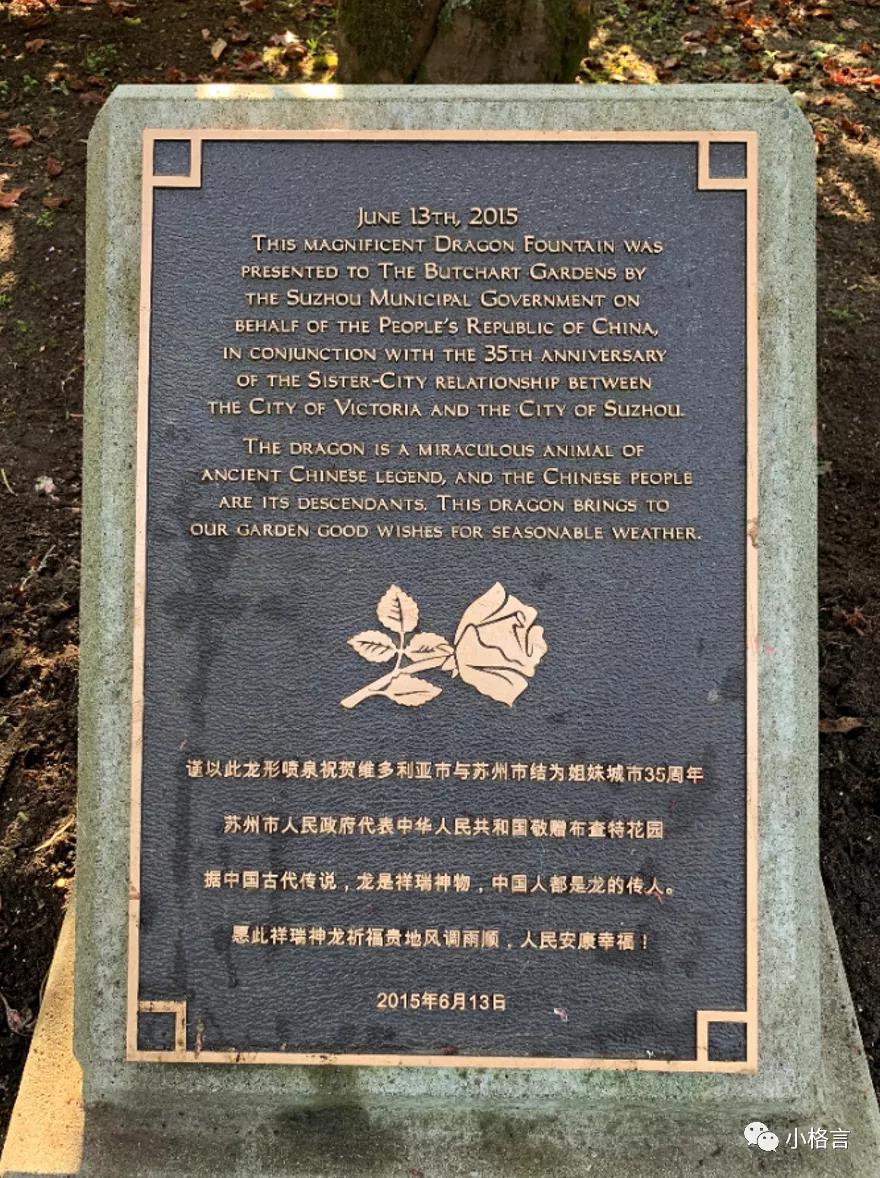 June 13th, 2015
This magnificent Dragon Fountain was
presented to The Butchart Gardens by
the Suzhou Municipal Government on
behalf of the People's Republic of China,
in conjunction with the 35th anniversary
of the Sister-City relationship between
the City of Victoria and the City of Suzhou.
The dragon is a miraculous animal of
ancient Chinese legend, and the Chinese people
are its descendants. This dragon brings to
our garden good wishes for seasonable weather.
谨以此龙形喷泉祝贺维多利亚市与苏州市结为姐妹城市35周年
苏州市人民政府代表中华人民共和国敬赠布查特花园
据中国古代传说，龙是祥瑞神物，中国人都是龙的传人。
愿此祥瑞神龙祈福贵地风调雨顺，人民安康幸福！
2015年6月13日
小格言